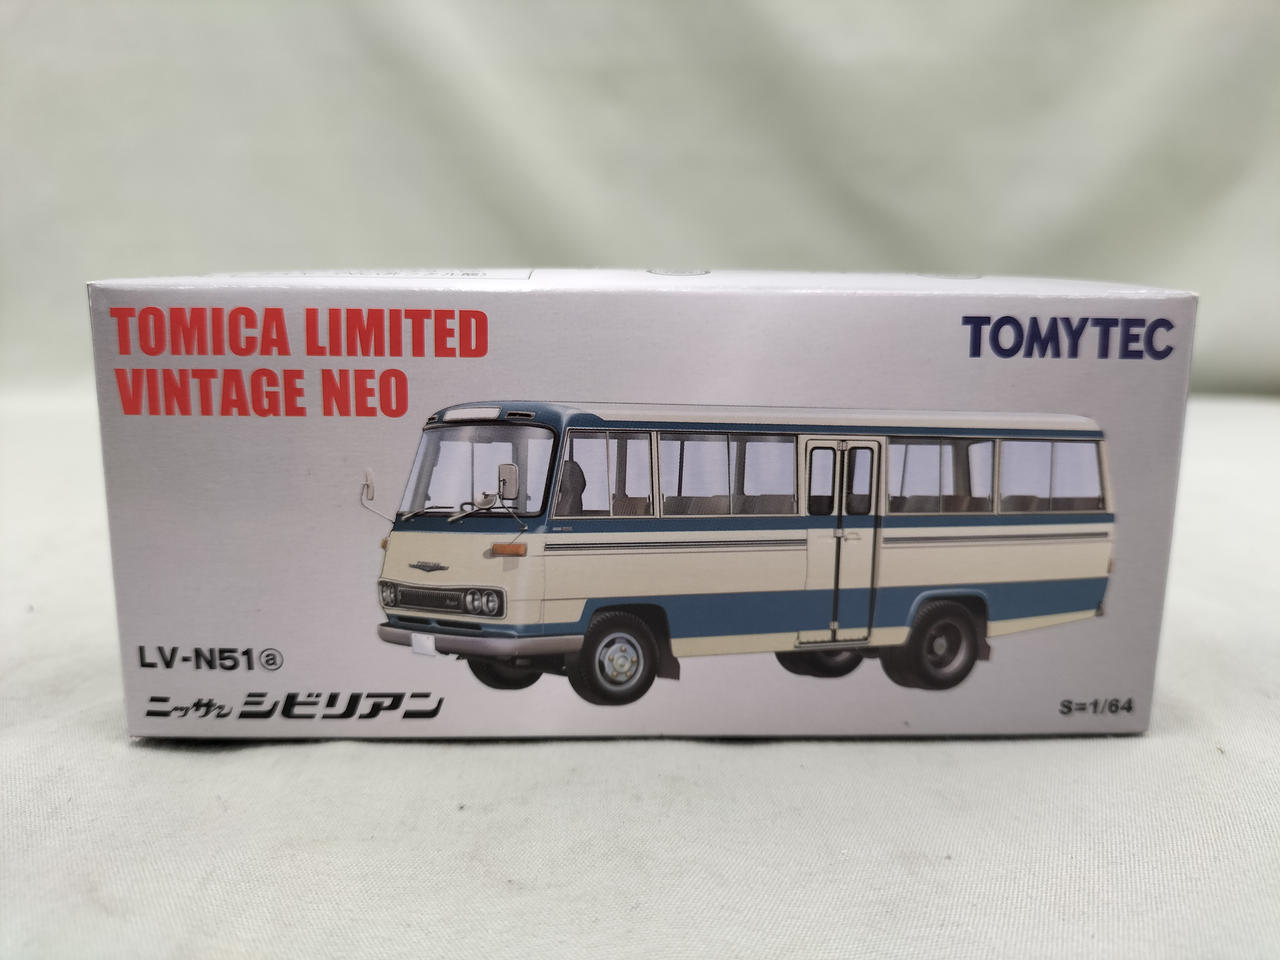 TOMICA LIMITED
VINTAGE NEO
TOMYTEC
LV-N51ⓐ
ニッサン シビリアン
S=1/64